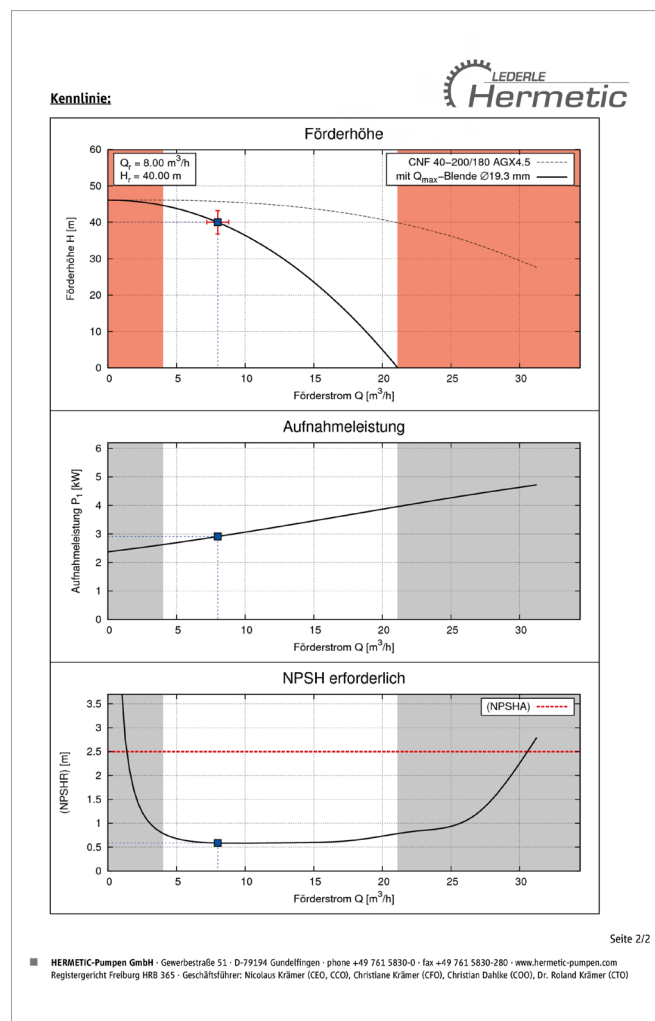 LEDERLE
Hermetic
Kennlinie:
Förderhöhe
Q_r = 8.00 m³/h
H_r = 40.00 m
CNF 40-200/180 AGX4.5
mit Q_max-Blende Ø19.3 mm
Förderhöhe H [m]
60
50
40
30
20
10
0
0 5 10 15 20 25 30
Förderstrom Q [m³/h]
Aufnahmeleistung
Aufnahmeleistung P₁ [kW]
6
5
4
3
2
1
0
0 5 10 15 20 25 30
Förderstrom Q [m³/h]
NPSH erforderlich
(NPSHA)
(NPSHR) [m]
3.5
3
2.5
2
1.5
1
0.5
0
0 5 10 15 20 25 30
Förderstrom Q [m³/h]
Seite 2/2
HERMETIC-Pumpen GmbH · Gewerbestraße 51 · D-79194 Gundelfingen · phone +49 761 5830-0 · fax +49 761 5830-280 · www.hermetic-pumpen.com
Registergericht Freiburg HRB 365 · Geschäftsführer: Nicolaus Krämer (CEO, CCO), Christiane Krämer (CFO), Christian Dahlke (COO), Dr. Roland Krämer (CTO)